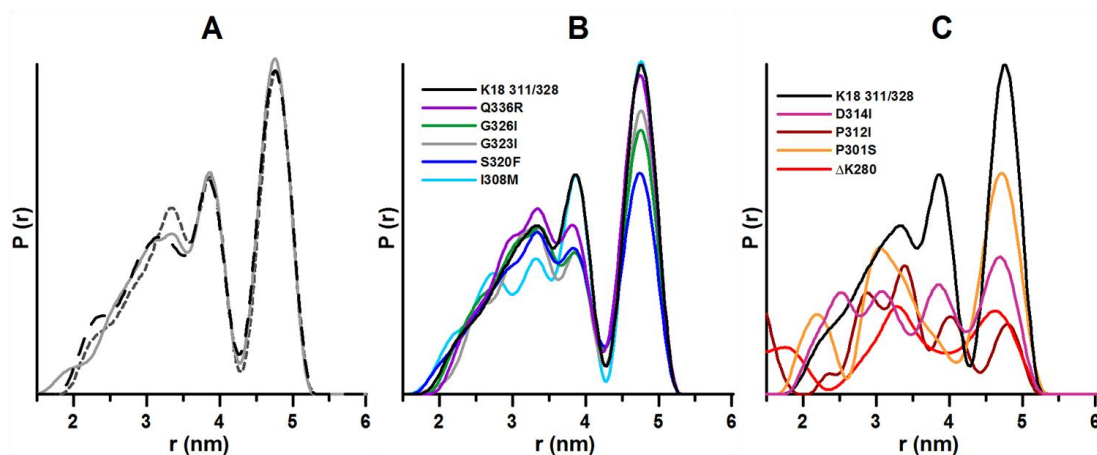 A
B
C
P (r)
2
3
4
5
6
r (nm)
P (r)
K18 311/328
Q336R
G326I
G323I
S320F
I308M
2
3
4
5
6
r (nm)
P (r)
K18 311/328
D314I
P312I
P301S
ΔK280
2
3
4
5
6
r (nm)